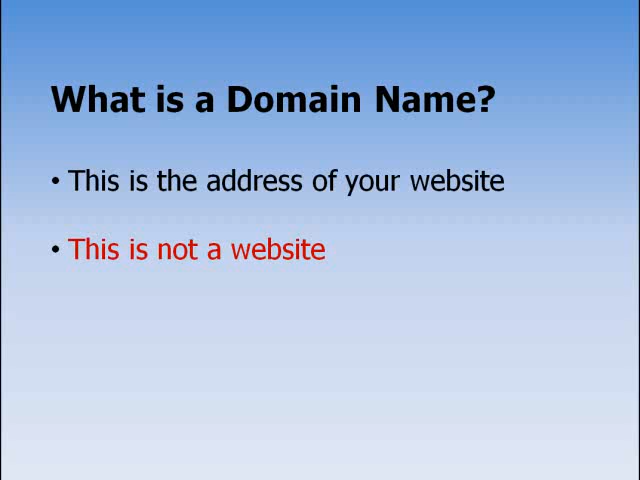 What is a Domain Name?
• This is the address of your website
• This is not a website